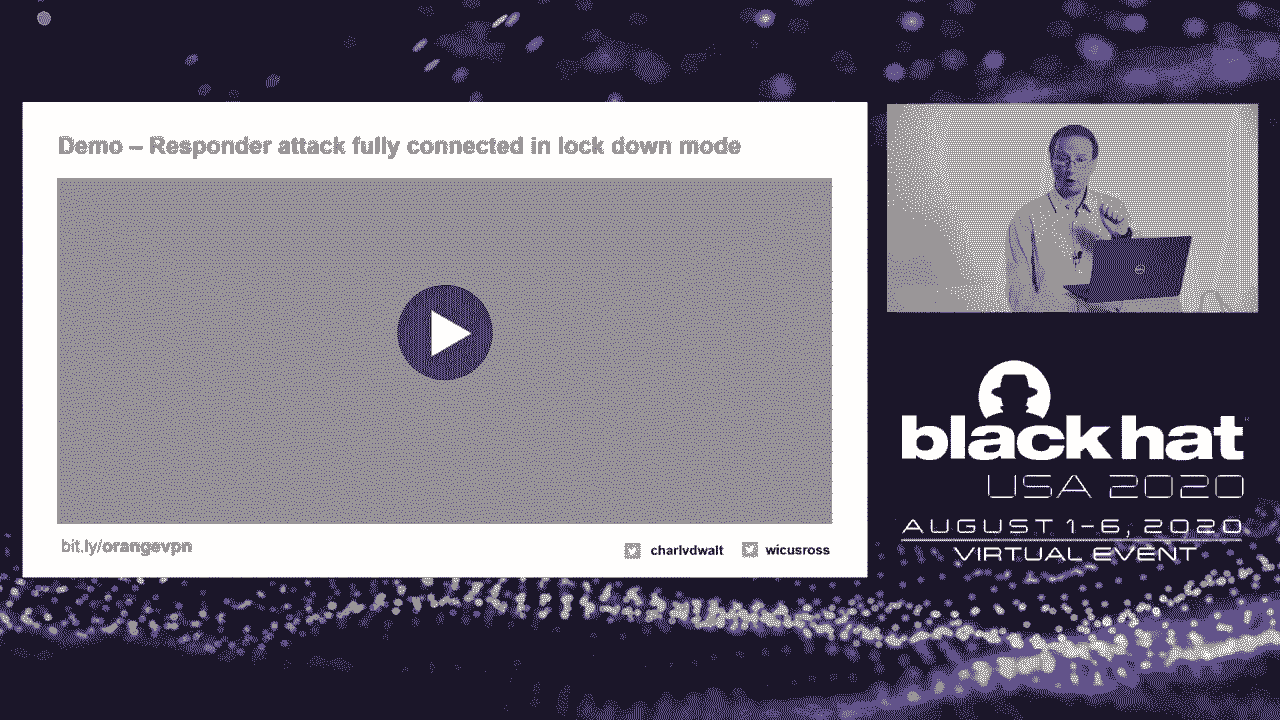 Demo – Responder attack fully connected in lock down mode
bit.ly/orangevpn
charlvdwalt
wicusross
black hat
USA 2020
AUGUST 1-6, 2020
VIRTUAL EVENT